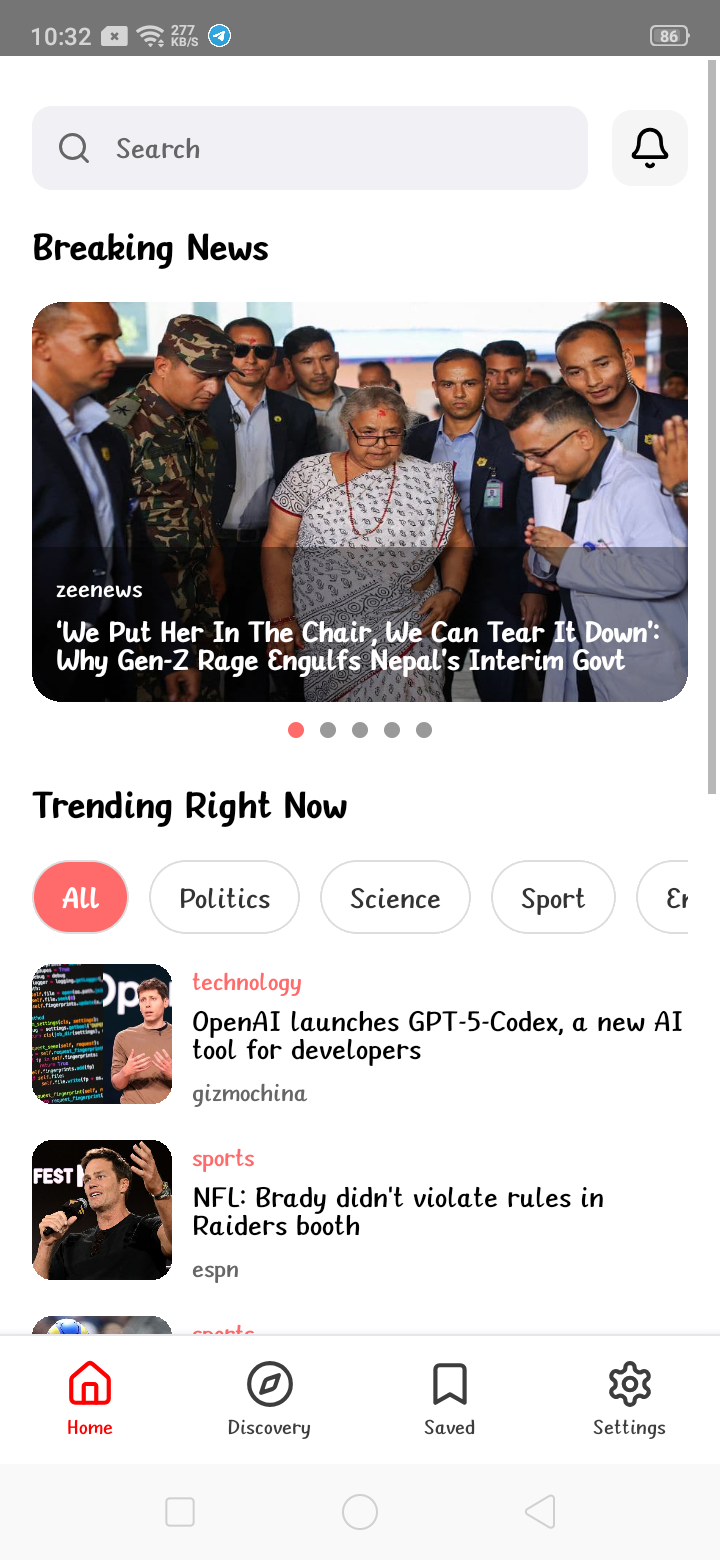 10:32
277
KB/S
86
Search
Breaking News
zeenews
'We Put Her In The Chair, We Can Tear It Down':
Why Gen-Z Rage Engulfs Nepal's Interim Govt
Trending Right Now
All Politics Science Sport Er
technology
OpenAI launches GPT-5-Codex, a new AI
tool for developers
gizmochina
FEST
sports
NFL: Brady didn't violate rules in
Raiders booth
espn
sports
Home Discovery Saved Settings